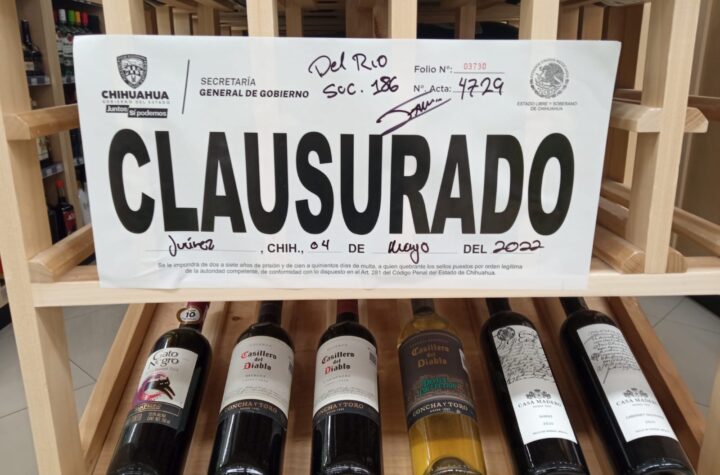 CHIHUAHUA
GOBIERNO DEL ESTADO
Juntos Sí podemos
SECRETARÍA
GENERAL DE GOBIERNO
Del Rio
Suc. 186
Folio N°: 03730
N°. Acta: 4729
ESTADO LIBRE Y SOBERANO
DE CHIHUAHUA
CLAUSURADO
Juárez, CHIH., 04 DE Mayo DEL 2022
Se le impondrá de dos a siete años de prisión y de cien a quinientos días de multa, a quien quebrante los sellos puestos por orden legítima
de la autoridad competente, de conformidad con lo dispuesto en el Art. 281 del Código Penal del Estado de Chihuahua.
10
Gato
Negro
Casillero
del
Diablo
CONCHA Y TORO
Casillero
del
Diablo
CONCHA Y TORO
Casillero
del Diablo
CONCHA Y TORO
CASA MADERO
CASA MADERO